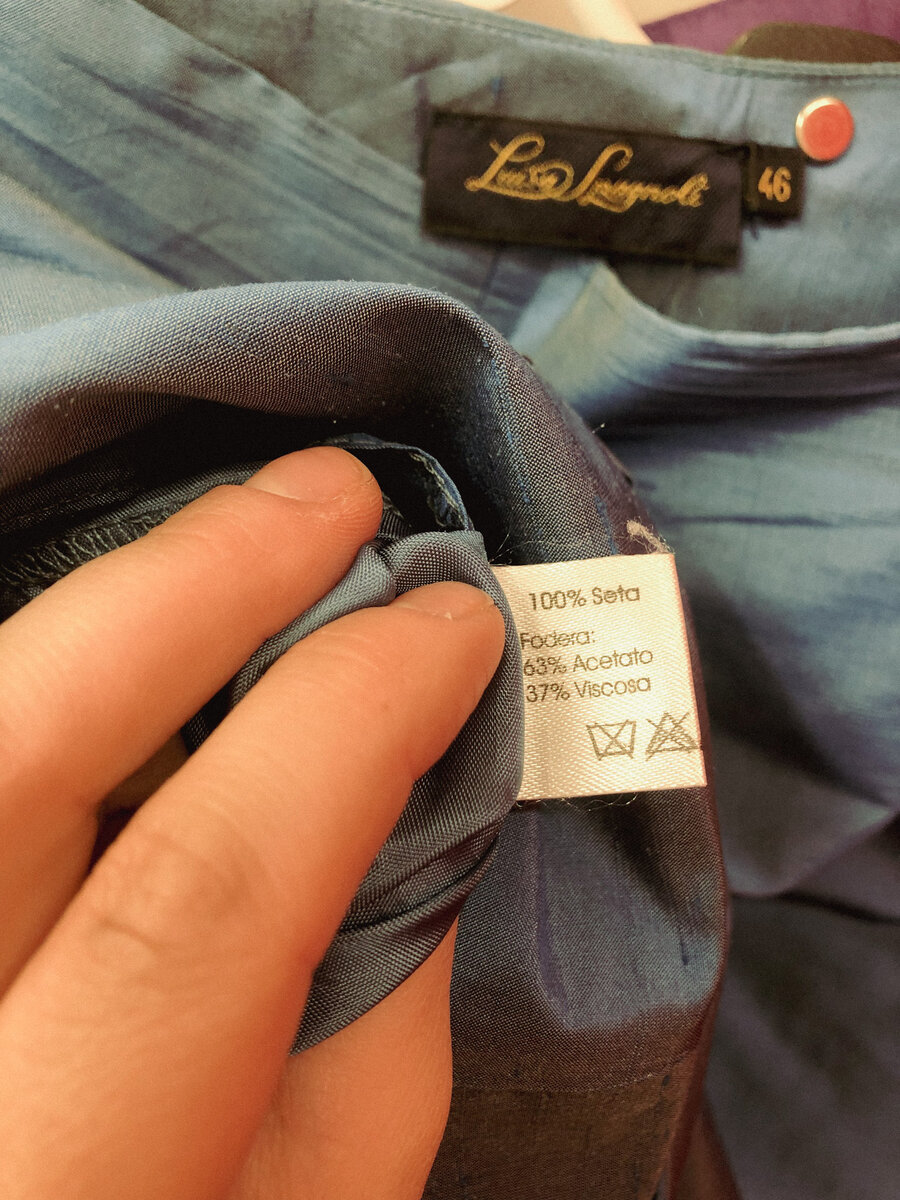 Luisa Spagnoli
46
100% Seta
Fodera:
63% Acetato
37% Viscosa